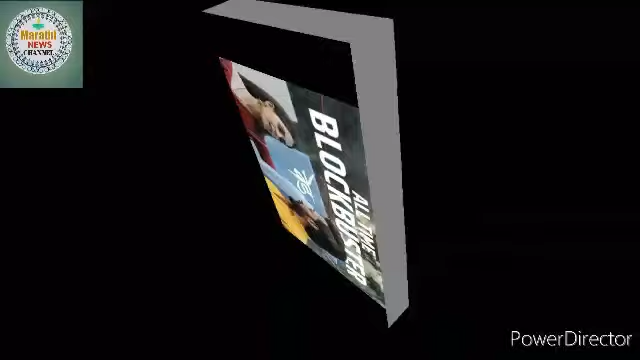 Marathi
NEWS
CHANNEL
ALL TIME
BLOCKBUSTER
PowerDirector